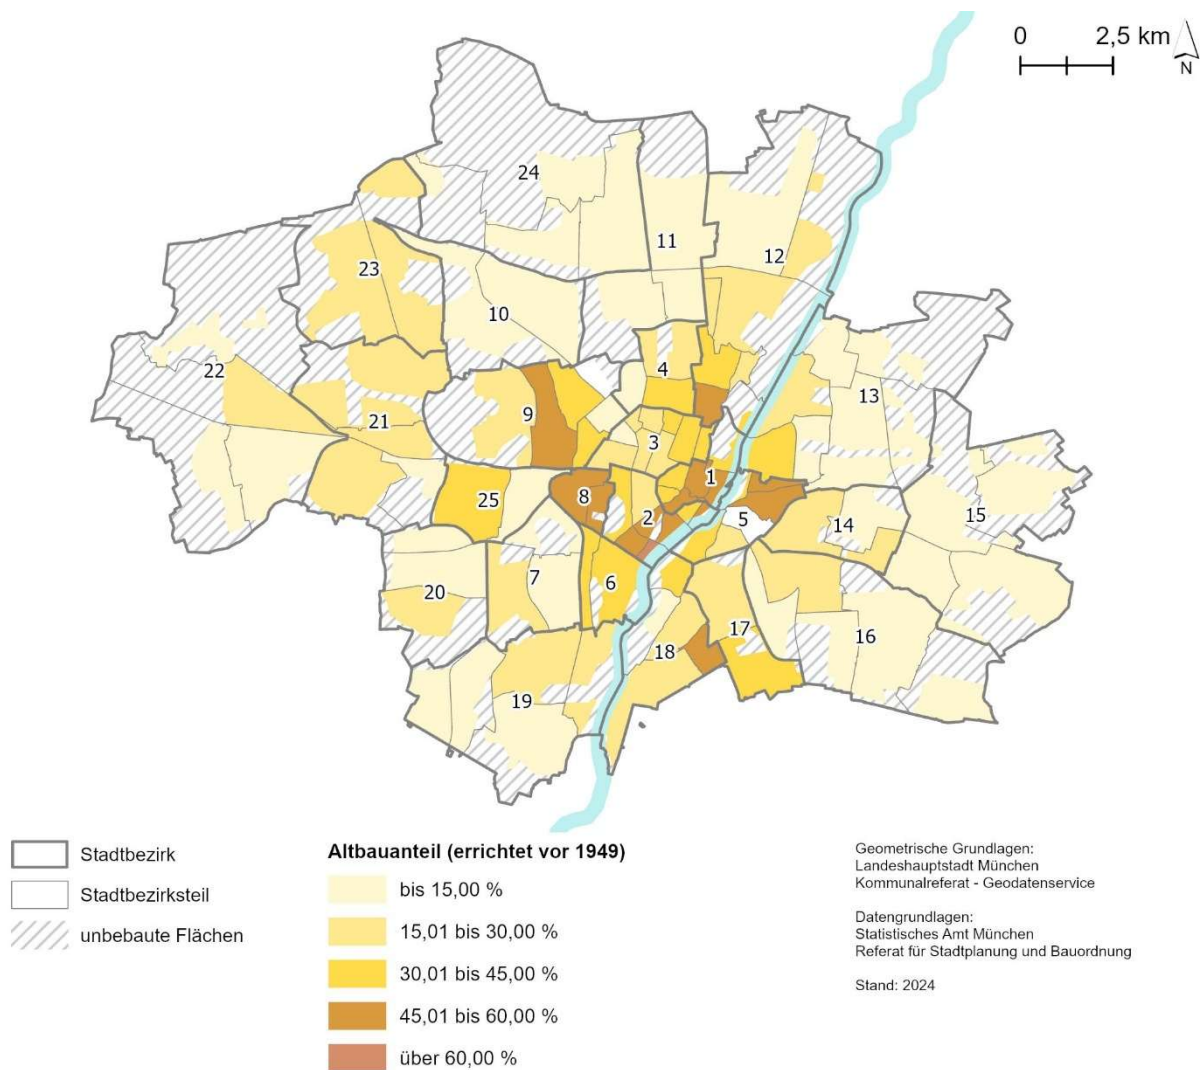 0 2,5 km
N
24
11
12
23
10
22
4
13
9
21
3
25
8
1
2
5
14
15
7
6
20
17
16
18
19
Stadtbezirk
Stadtbezirksteil
unbebaute Flächen
Altbauanteil (errichtet vor 1949)
bis 15,00 %
15,01 bis 30,00 %
30,01 bis 45,00 %
45,01 bis 60,00 %
über 60,00 %
Geometrische Grundlagen:
Landeshauptstadt München
Kommunalreferat - Geodatenservice
Datengrundlagen:
Statistisches Amt München
Referat für Stadtplanung und Bauordnung
Stand: 2024